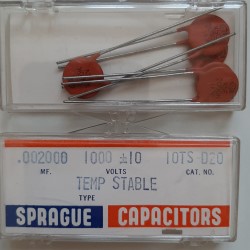 .002000 1000 ±10 10TS-D20
MF. VOLTS CAT. NO.
TEMP STABLE
TYPE
SPRAGUE CAPACITORS